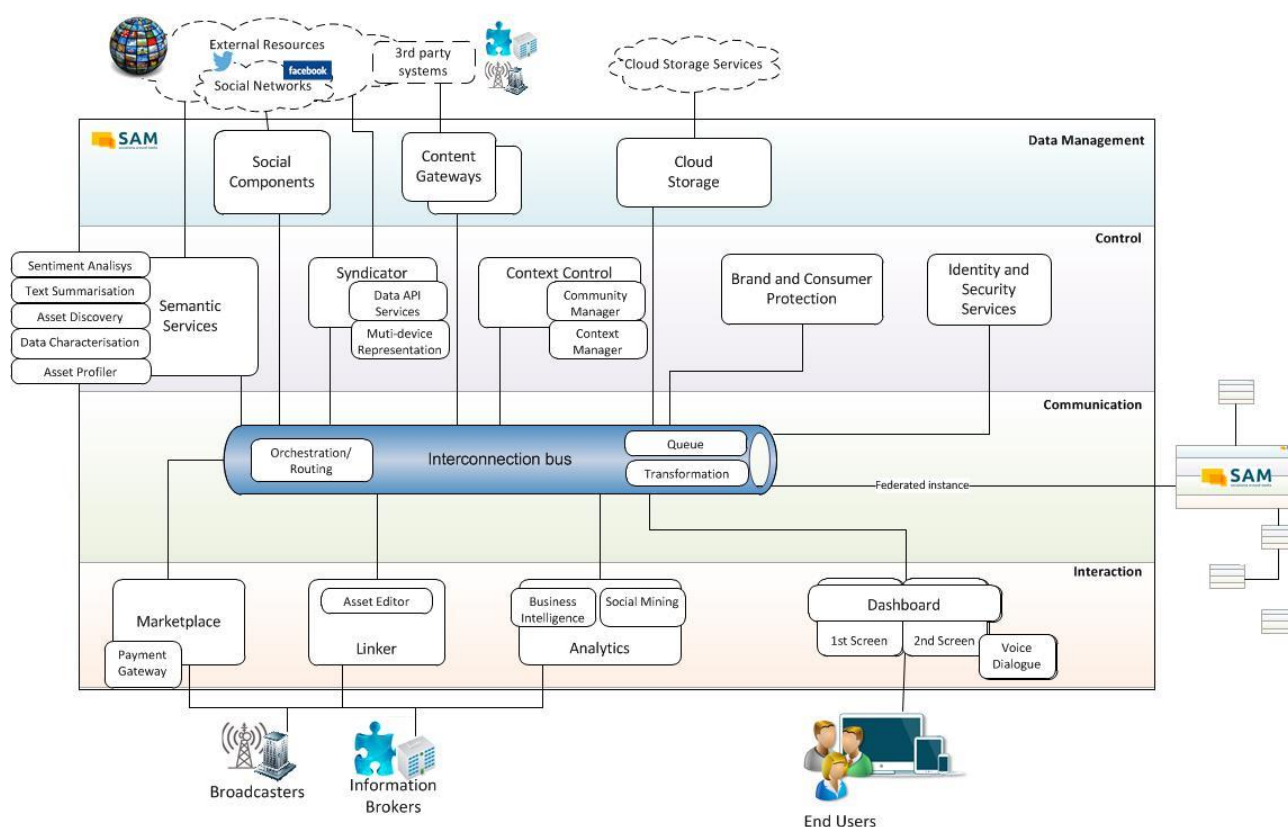 External Resources
facebook
Social Networks
3rd party
systems
Cloud Storage Services
SAM
Data Management
Social
Components
Content
Gateways
Cloud
Storage
Control
Sentiment Analisys
Text Summarisation
Asset Discovery
Data Characterisation
Asset Profiler
Semantic
Services
Syndicator
Data API
Services
Muti-device
Representation
Context Control
Community
Manager
Context
Manager
Brand and Consumer
Protection
Identity and
Security
Services
Communication
Orchestration/
Routing
Interconnection bus
Queue
Transformation
Federated instance
SAM
Interaction
Marketplace
Payment
Gateway
Asset Editor
Linker
Business
Intelligence
Social Mining
Analytics
Dashboard
1st Screen
2nd Screen
Voice
Dialogue
Broadcasters
Information
Brokers
End Users